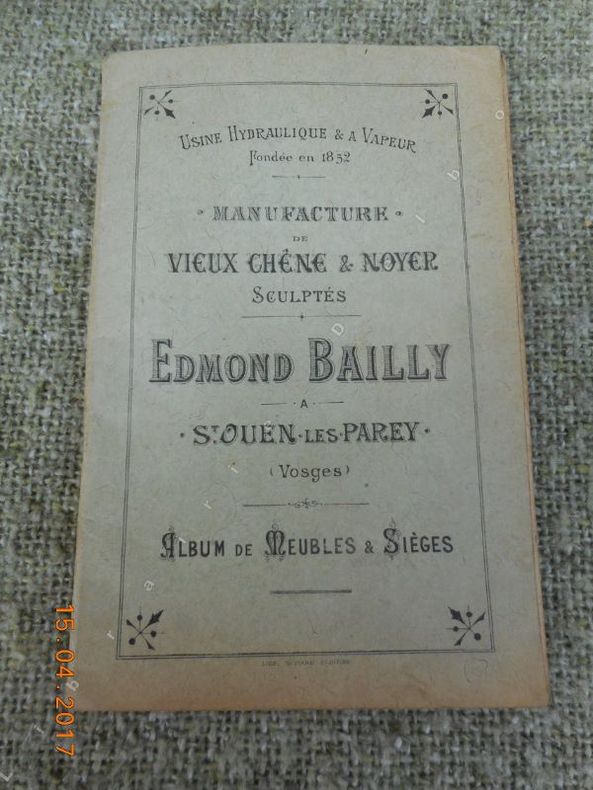 USINE HYDRAULIQUE & A VAPEUR
Fondée en 1852
MANUFACTURE
DE
VIEUX CHÊNE & NOYER
SCULPTÉS
EDMOND BAILLY
A
ST OUEN-LES-PAREY
(Vosges)
ALBUM DE MEUBLES & SIÈGES
15.04.2017